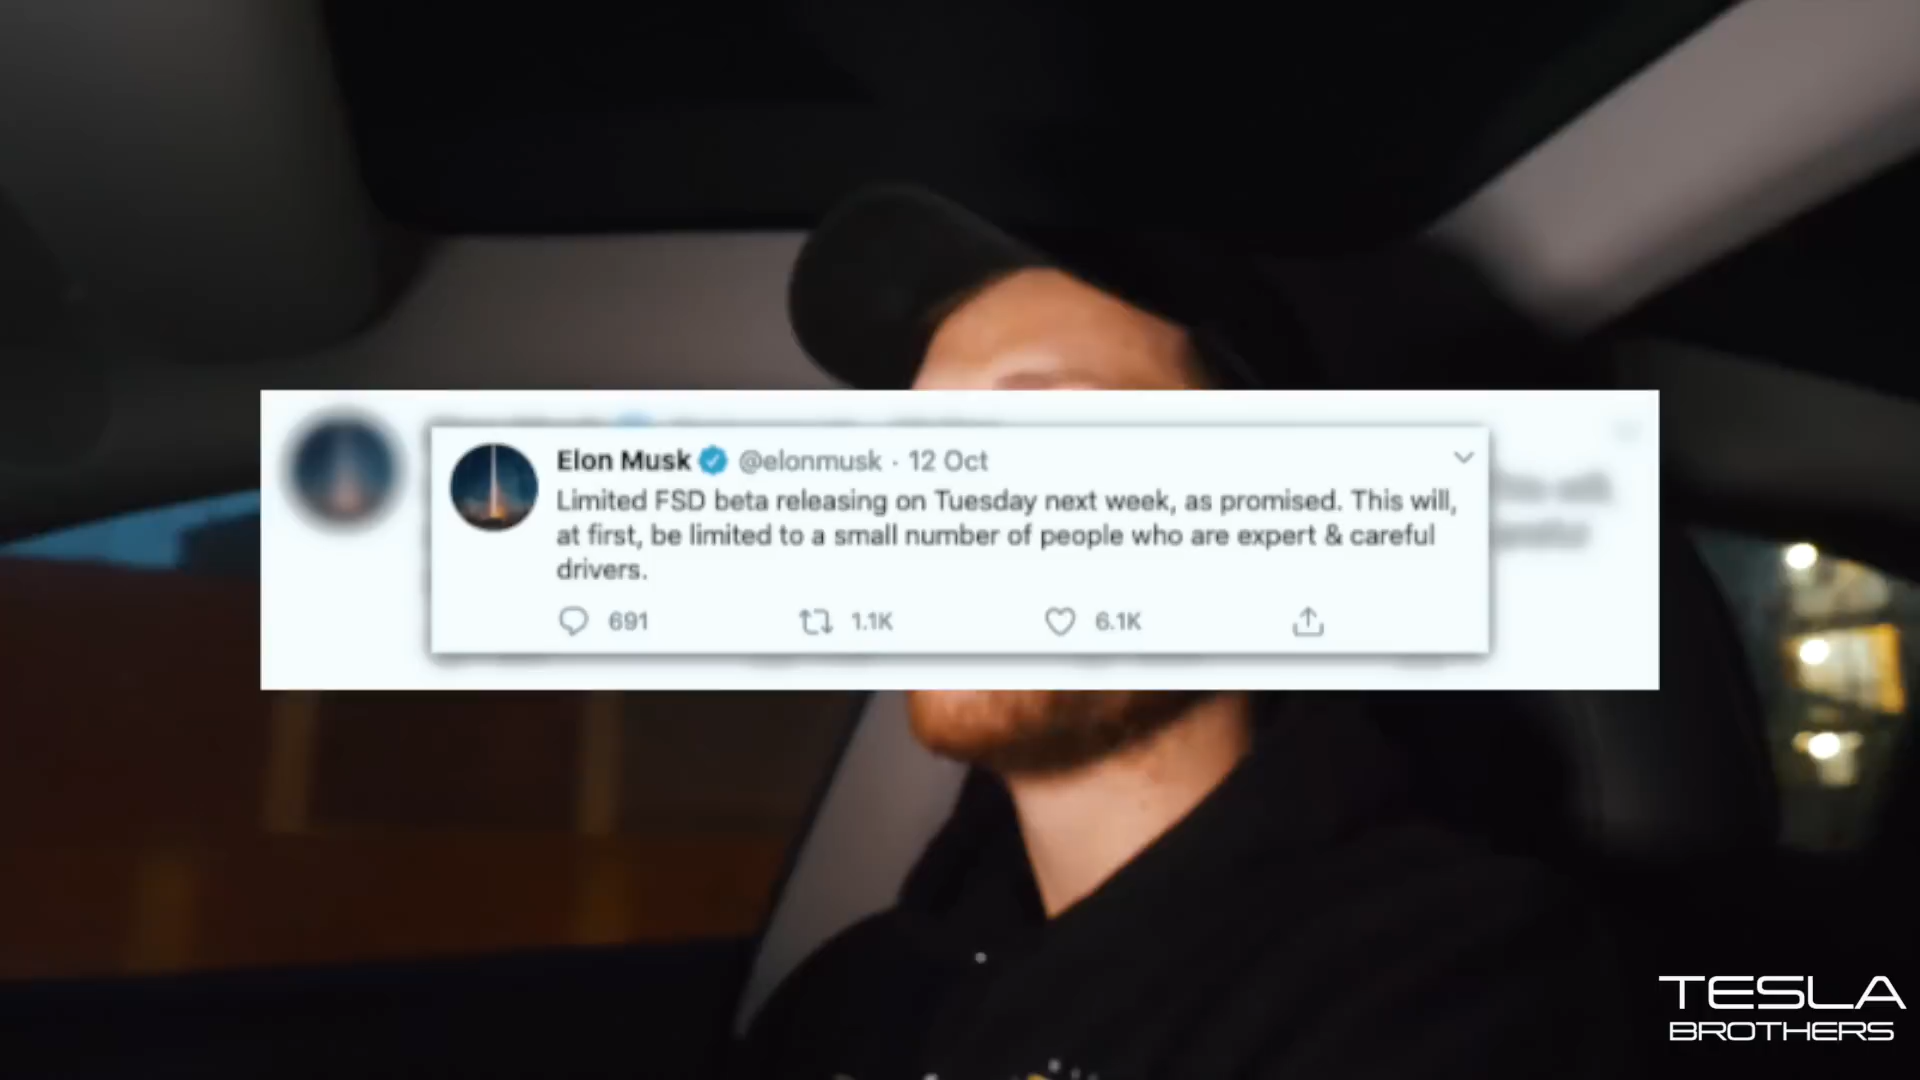 Elon Musk @elonmusk · 12 Oct
Limited FSD beta releasing on Tuesday next week, as promised. This will,
at first, be limited to a small number of people who are expert & careful
drivers.
691 1.1K 6.1K
TESLA
BROTHERS